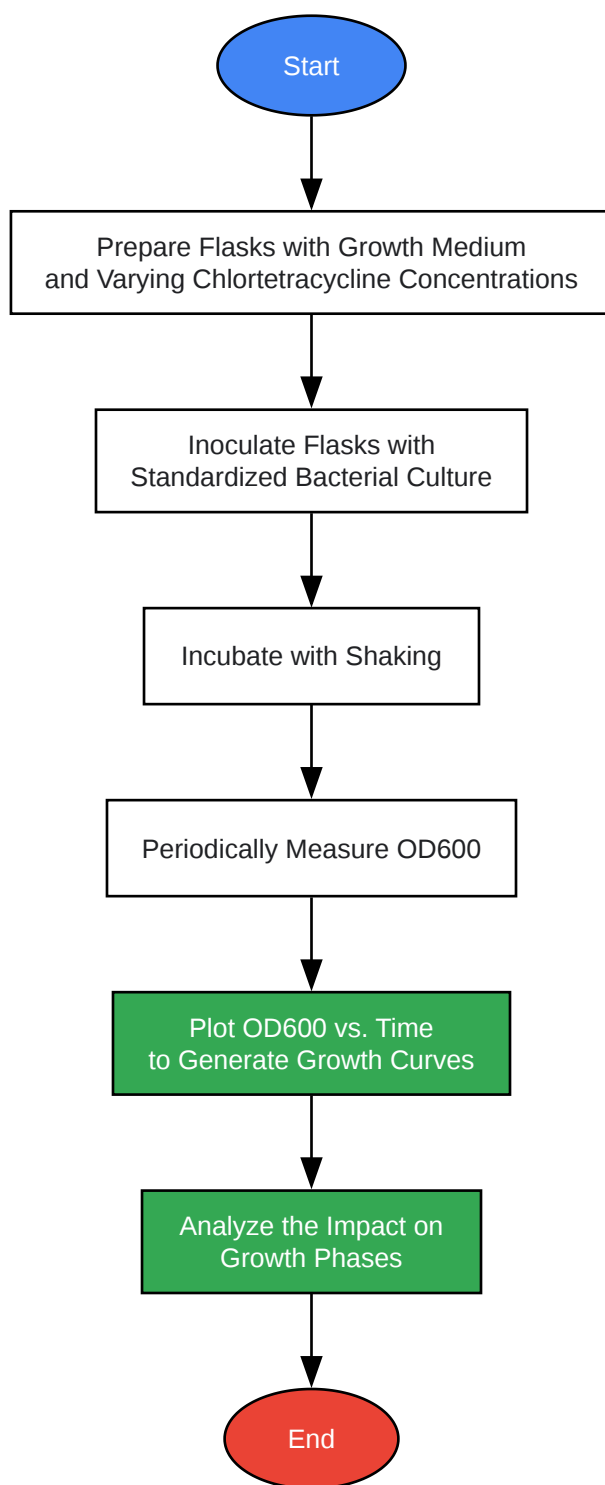 Start
Prepare Flasks with Growth Medium
and Varying Chlortetracycline Concentrations
Inoculate Flasks with
Standardized Bacterial Culture
Incubate with Shaking
Periodically Measure OD600
Plot OD600 vs. Time
to Generate Growth Curves
Analyze the Impact on
Growth Phases
End